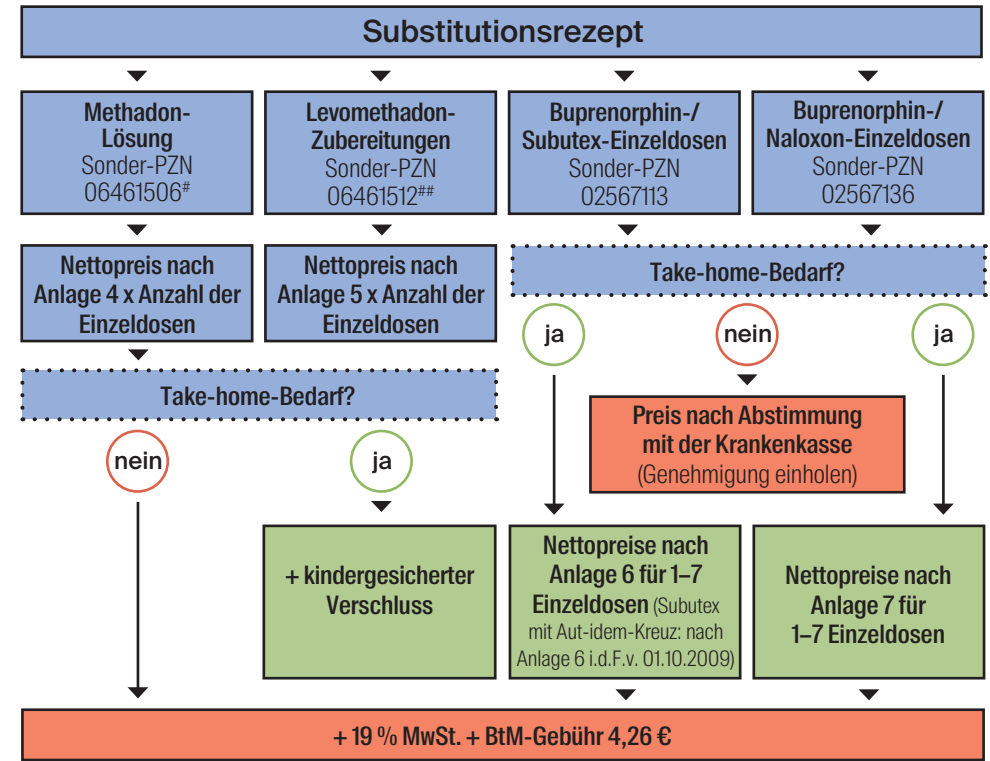 Substitutionsrezept
Methadon-
Lösung
Sonder-PZN
06461506#
Levomethadon-
Zubereitungen
Sonder-PZN
06461512##
Buprenorphin-/
Subutex-Einzeldosen
Sonder-PZN
02567113
Buprenorphin-/
Naloxon-Einzeldosen
Sonder-PZN
02567136
Nettopreis nach
Anlage 4 x Anzahl der
Einzeldosen
Nettopreis nach
Anlage 5 x Anzahl der
Einzeldosen
Take-home-Bedarf?
ja
nein
ja
Take-home-Bedarf?
nein
ja
Preis nach Abstimmung
mit der Krankenkasse
(Genehmigung einholen)
+ kindergesicherter
Verschluss
Nettopreise nach
Anlage 6 für 1–7
Einzeldosen (Subutex
mit Aut-idem-Kreuz: nach
Anlage 6 i.d.F.v. 01.10.2009)
Nettopreise nach
Anlage 7 für
1–7 Einzeldosen
+ 19 % MwSt. + BtM-Gebühr 4,26 €